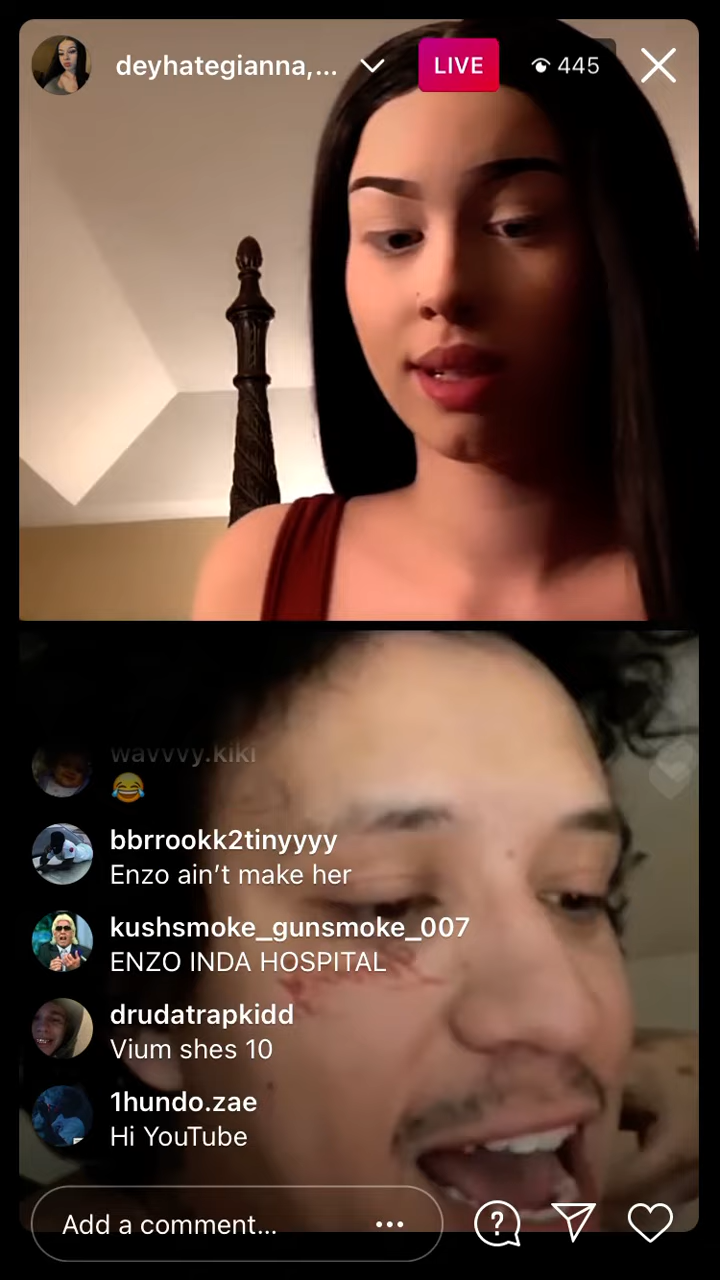 deyhategianna,... LIVE 445
wavvvy.kiki
😂
bbrrookk2tinyyyy
Enzo ain’t make her
kushsmoke_gunsmoke_007
ENZO INDA HOSPITAL
drudatrapkidd
Vium shes 10
1hundo.zae
Hi YouTube
Add a comment...